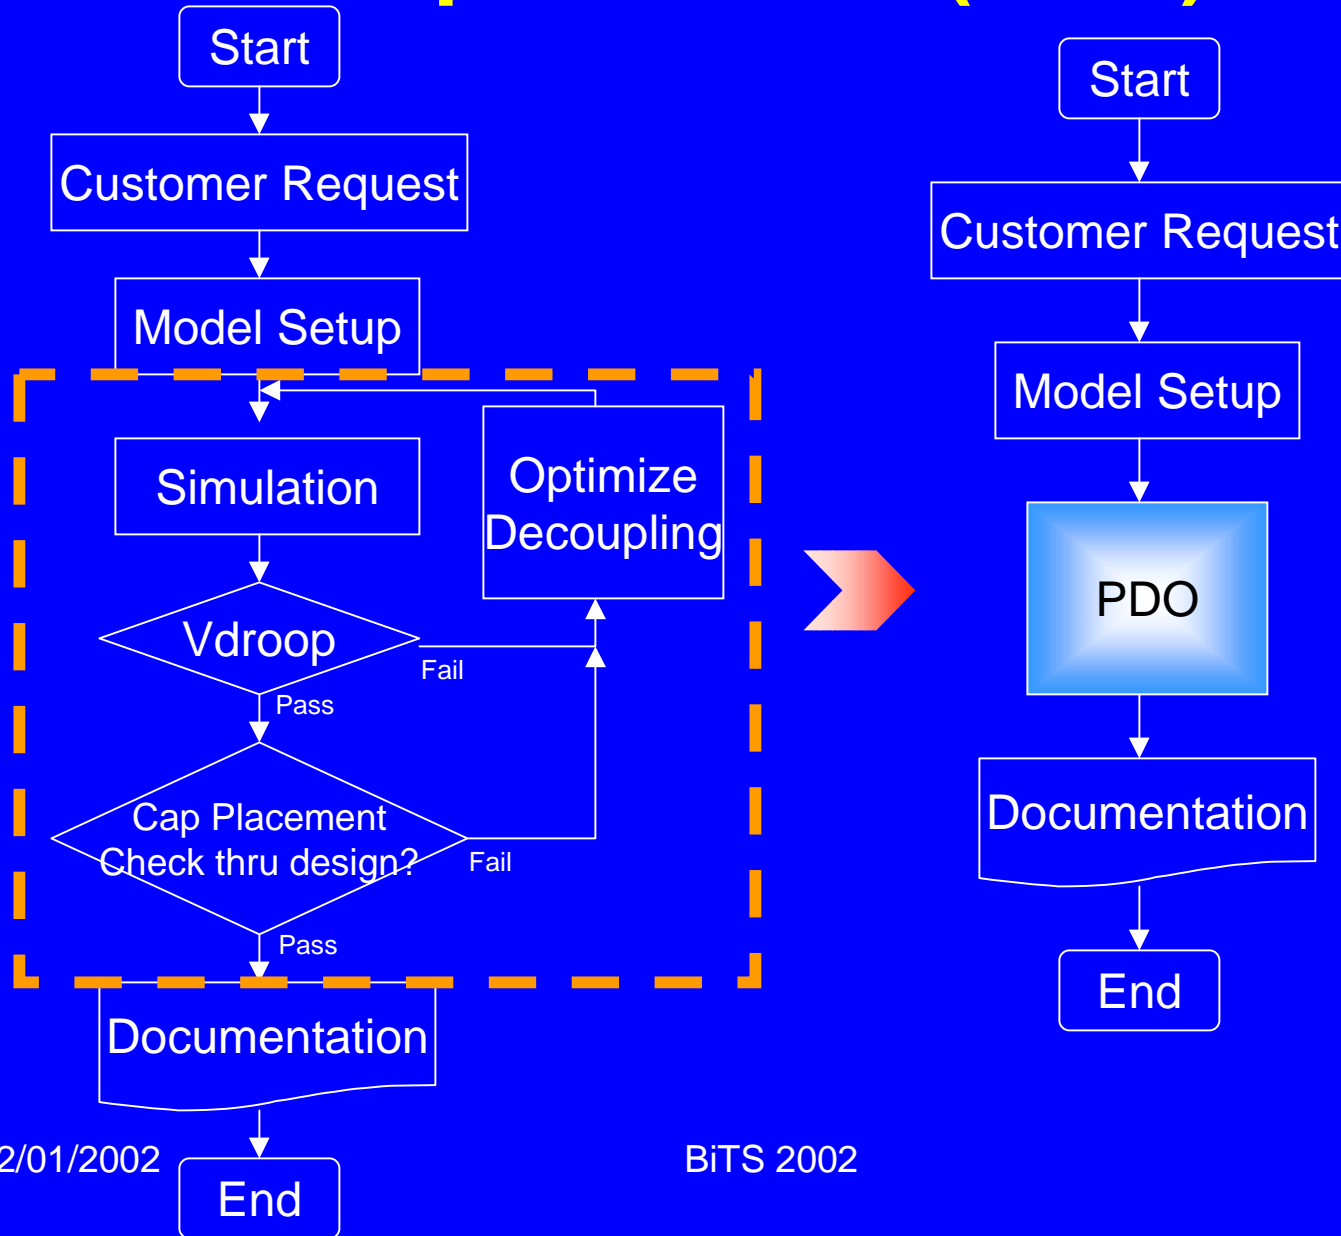 Start
Customer Request
Model Setup
Simulation
Optimize
Decoupling
Vdroop
Fail
Pass
Cap Placement
Check thru design?
Fail
Pass
Documentation
End
Start
Customer Request
Model Setup
PDO
Documentation
End
2/01/2002
BiTS 2002